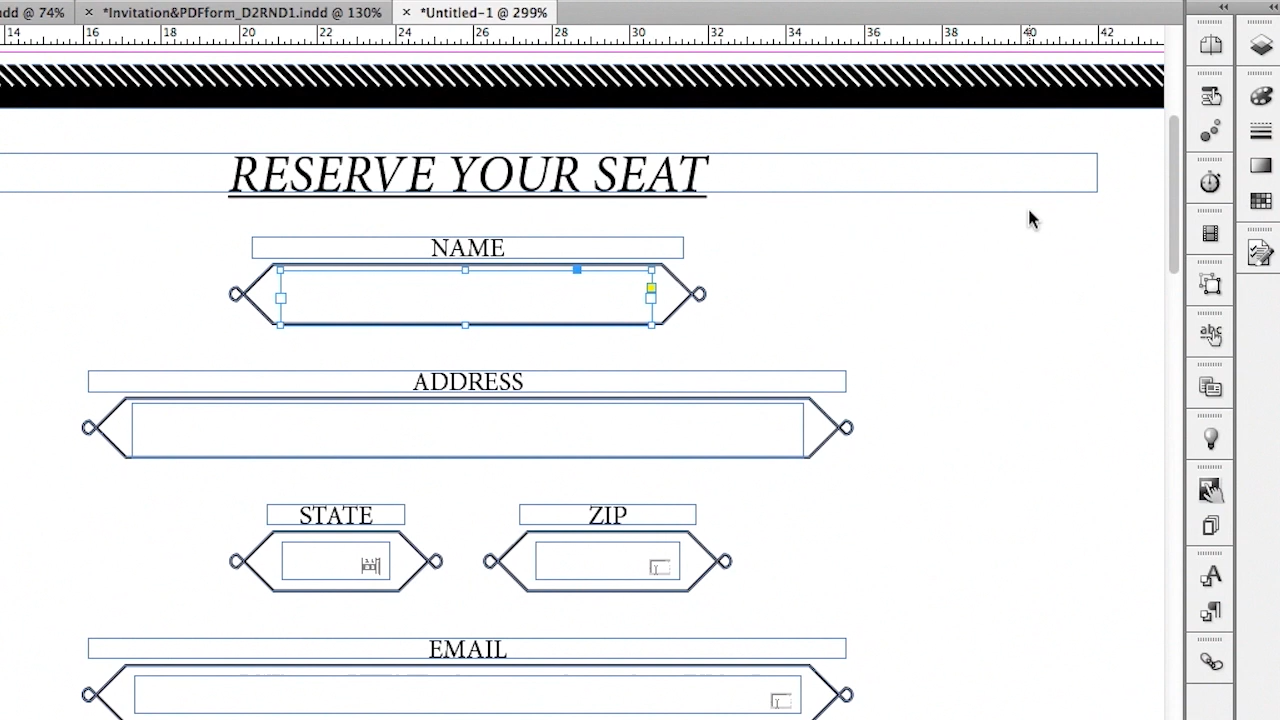 ndd @ 74% × *Invitation&PDFform_D2RND1.indd @ 130% × *Untitled-1 @ 299%
14 16 18 20 22 24 26 28 30 32 34 36 38 40 42
RESERVE YOUR SEAT
NAME
ADDRESS
STATE ZIP
EMAIL